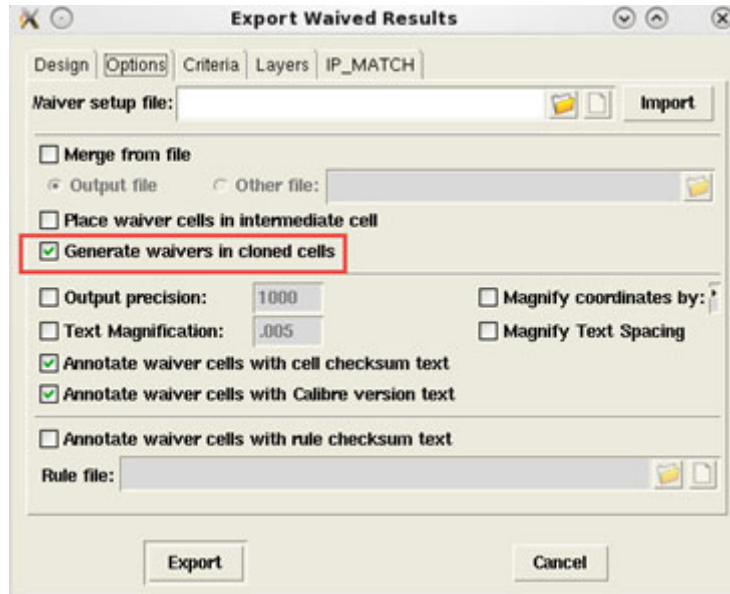 Export Waived Results
Design Options Criteria Layers IP_MATCH
Waiver setup file: Import
Merge from file
Output file Other file:
Place waiver cells in intermediate cell
Generate waivers in cloned cells
Output precision: 1000 Magnify coordinates by:
Text Magnification: .005 Magnify Text Spacing
Annotate waiver cells with cell checksum text
Annotate waiver cells with Calibre version text
Annotate waiver cells with rule checksum text
Rule file:
Export Cancel